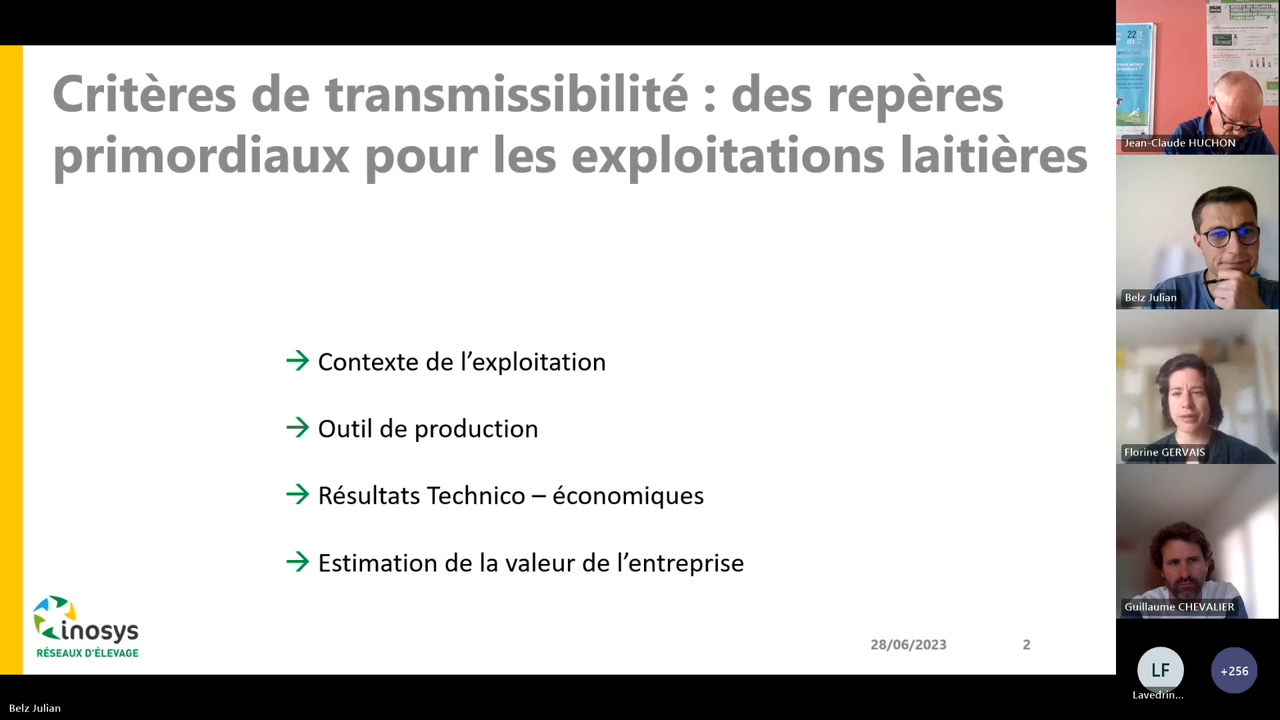 Critères de transmissibilité : des repères
primordiaux pour les exploitations laitières
→ Contexte de l’exploitation
→ Outil de production
→ Résultats Technico – économiques
→ Estimation de la valeur de l’entreprise
inosys
RÉSEAUX D'ÉLEVAGE
28/06/2023
2
Belz Julian
22
Jean-Claude HUCHON
Belz Julian
Florine GERVAIS
Guillaume CHEVALIER
LF
Lavedrin...
+256